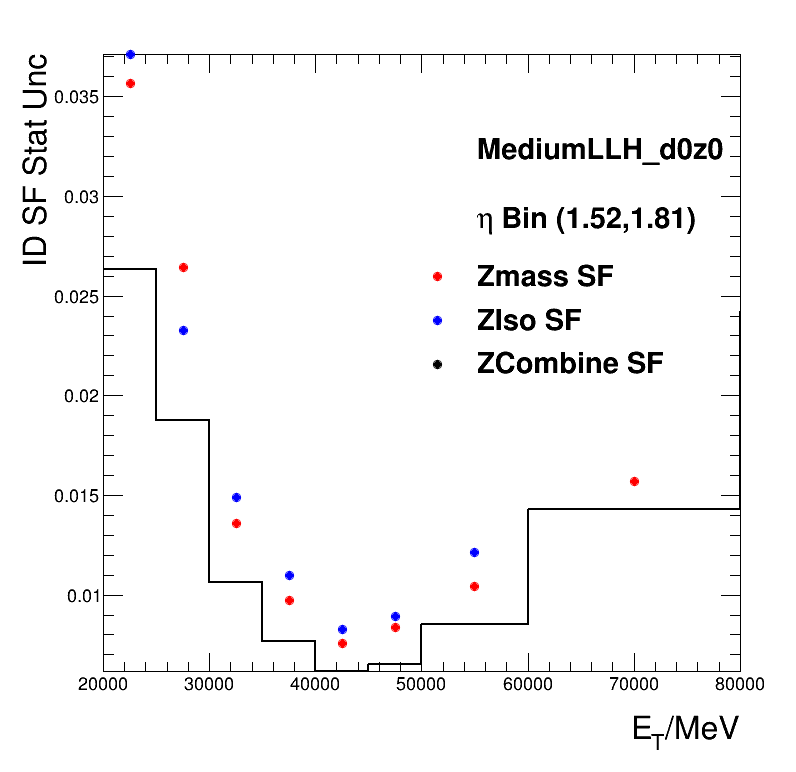 ID SF Stat Unc
0.035
0.03
0.025
0.02
0.015
0.01
MediumLLH_d0z0
η Bin (1.52,1.81)
Zmass SF
ZIso SF
ZCombine SF
20000 30000 40000 50000 60000 70000 80000
E_T/MeV